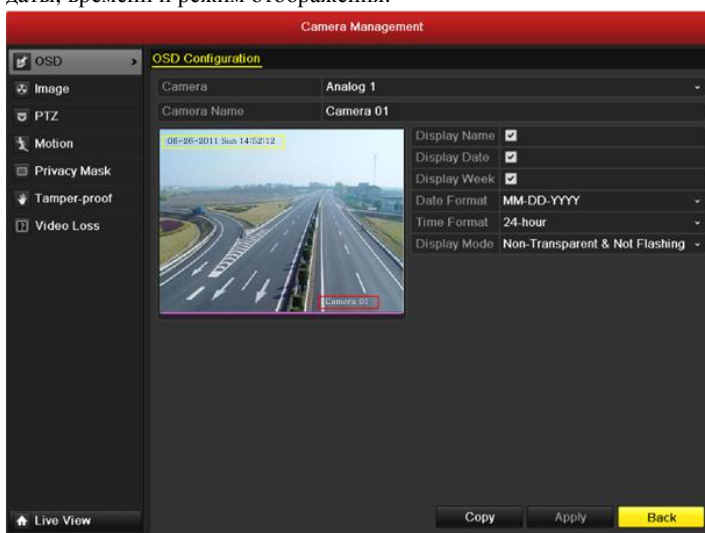 даты, времени и режим отображения.
Camera Management
OSD
OSD Configuration
Image
PTZ
Motion
Privacy Mask
Tamper-proof
Video Loss
Camera Analog 1
Camera Name Camera 01
06-26-2011 Sun 14:52:12
Camera 01
Display Name
Display Date
Display Week
Date Format MM-DD-YYYY
Time Format 24-hour
Display Mode Non-Transparent & Not Flashing
Live View
Copy
Apply
Back